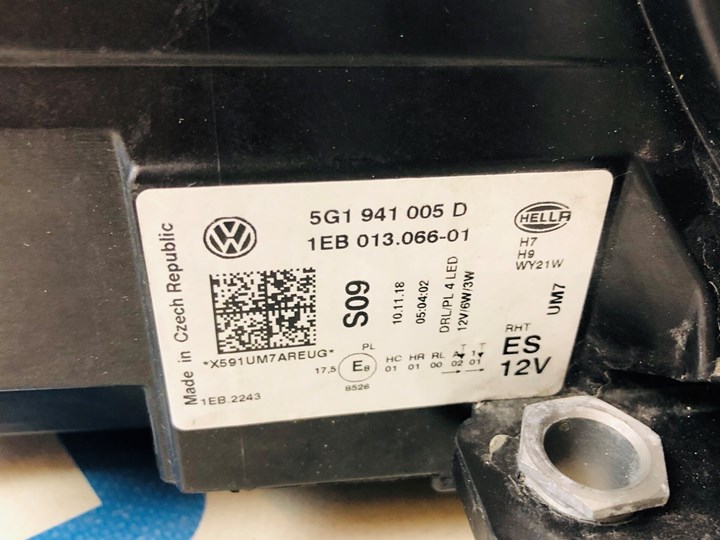 Made in Czech Republic
VW
5G1 941 005 D
1EB 013.066-01
HELLA
H7
H9
WY21W
S09
10.11.18
05:04:02
DRL/PL 4 LED
12V/6W/3W
UM7
*X591UM7AREUG*
1EB.2243
17,5
PL
E8
8526
HC HR RL A 1
01 01 00 02 01
RHT
ES
12V